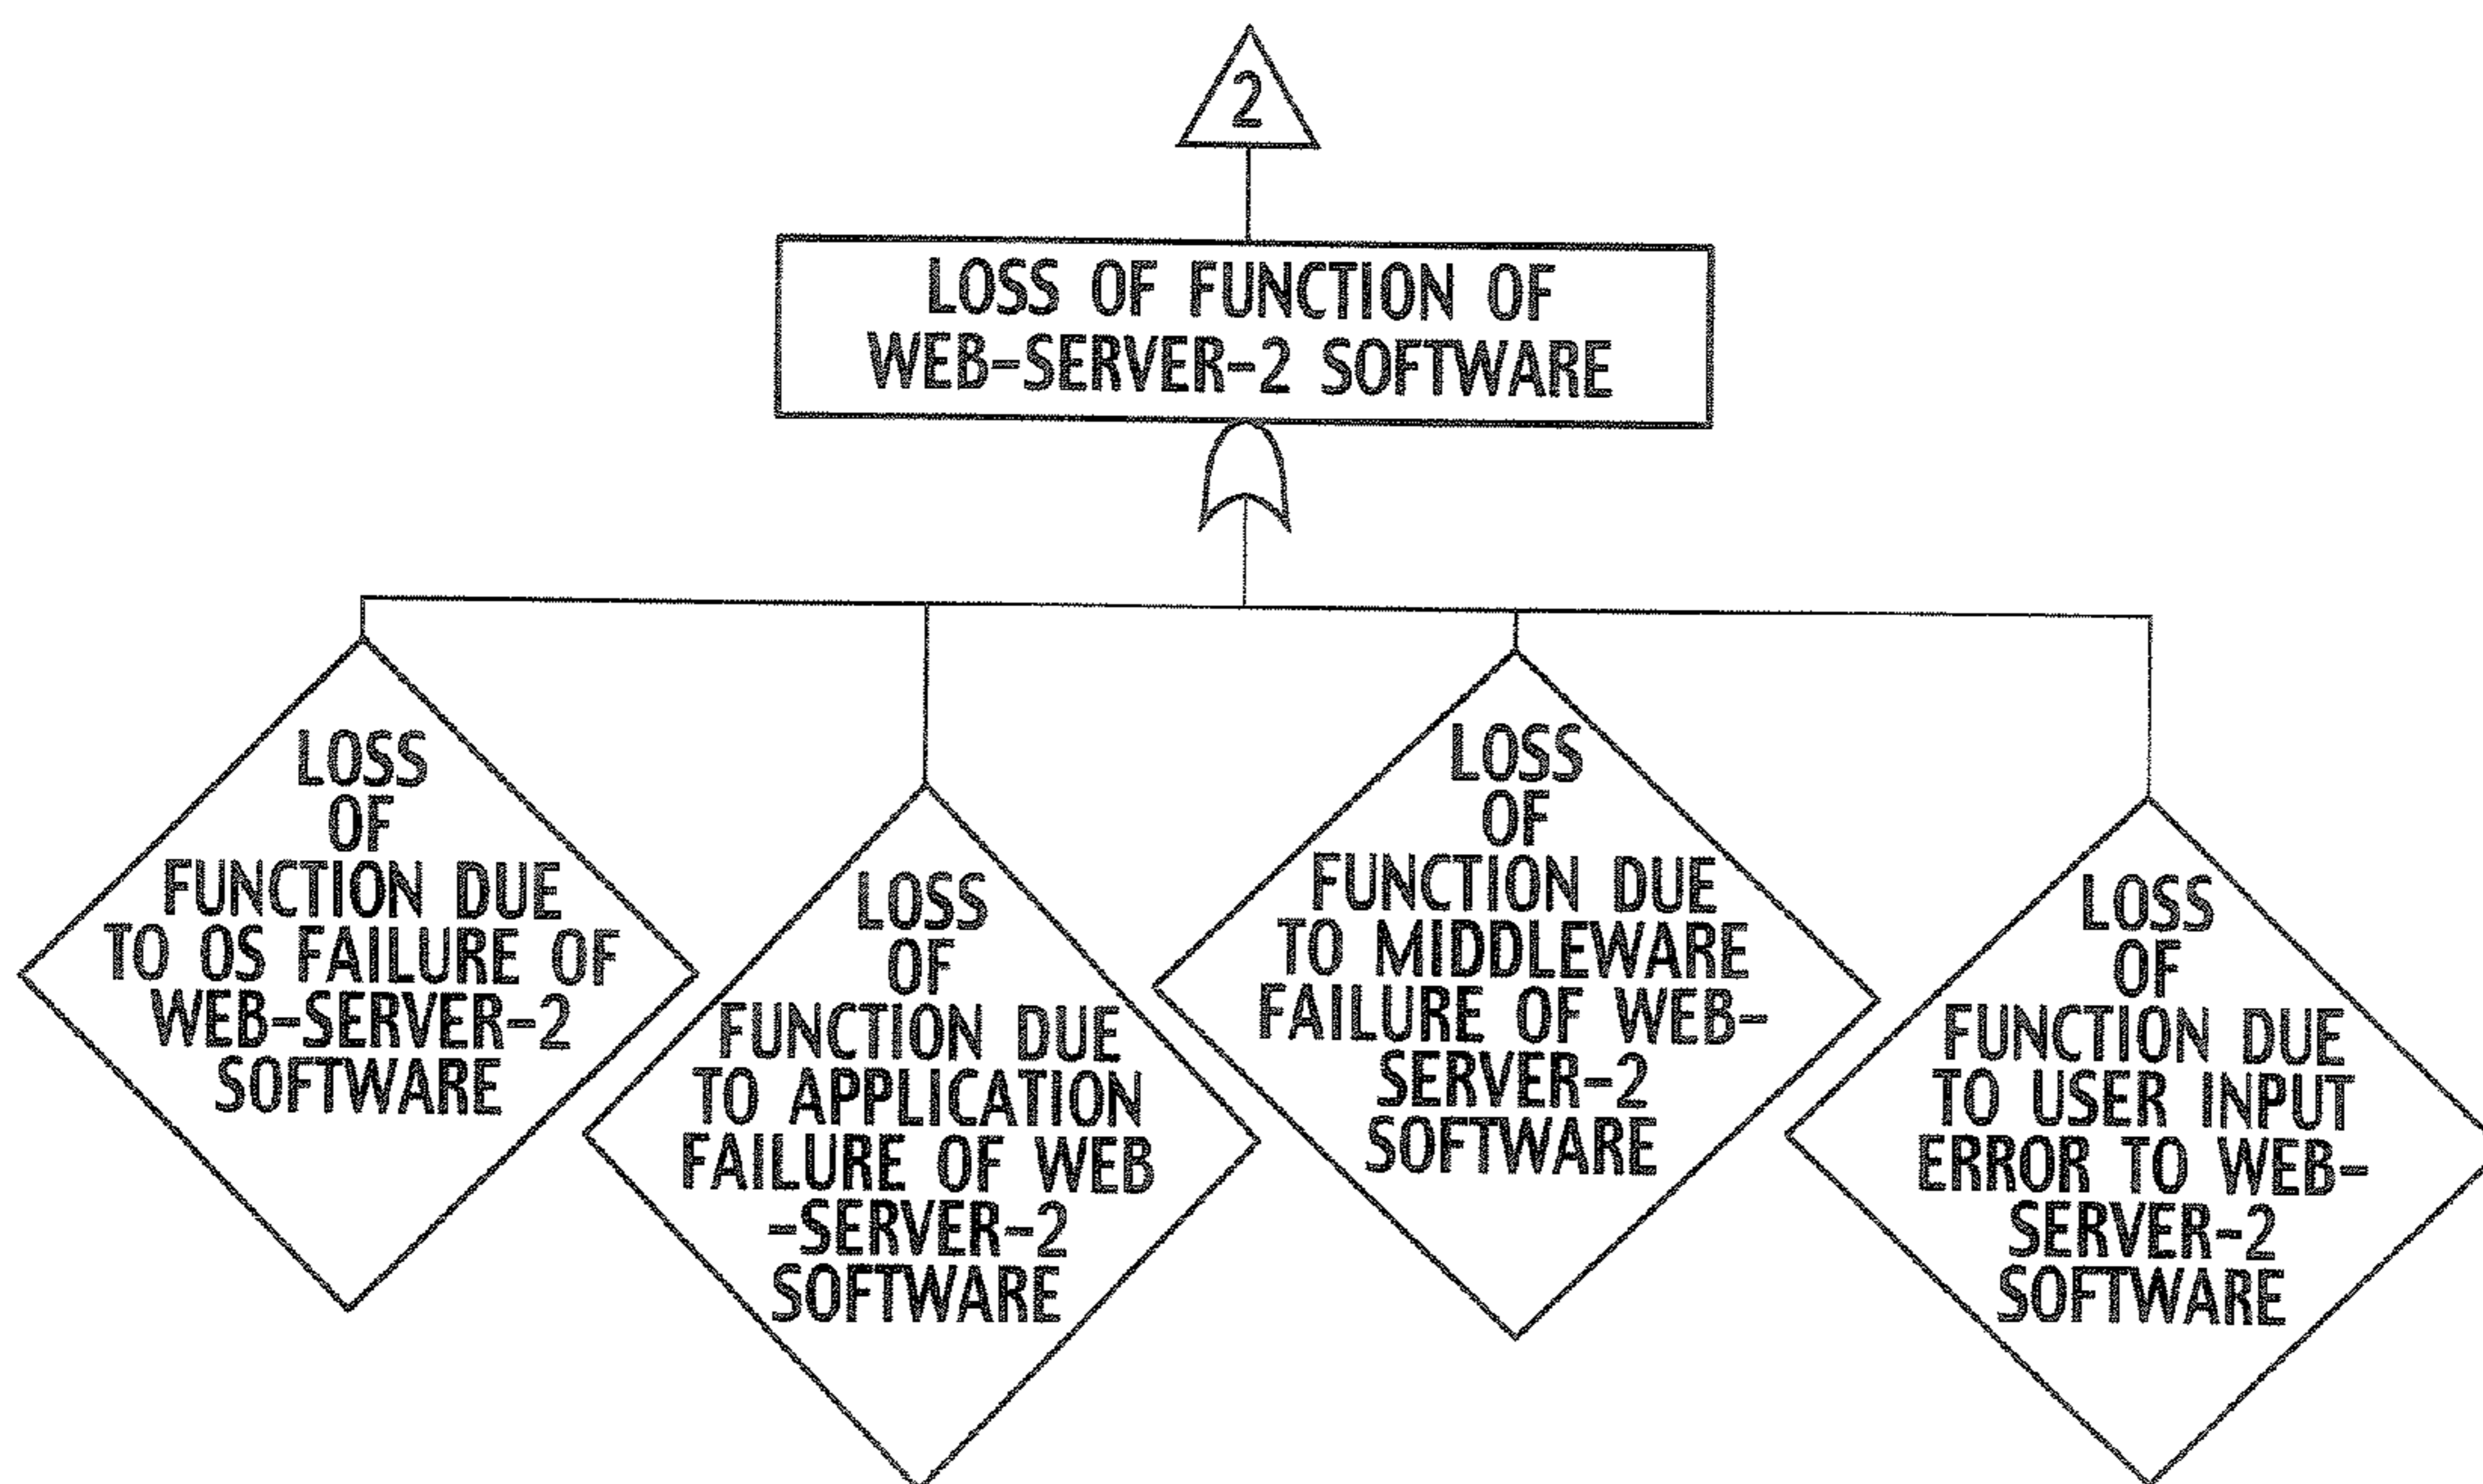 2
LOSS OF FUNCTION OF
WEB-SERVER-2 SOFTWARE
LOSS
OF
FUNCTION DUE
TO OS FAILURE OF
WEB-SERVER-2
SOFTWARE
LOSS
OF
FUNCTION DUE
TO APPLICATION
FAILURE OF WEB
-SERVER-2
SOFTWARE
LOSS
OF
FUNCTION DUE
TO MIDDLEWARE
FAILURE OF WEB-
SERVER-2
SOFTWARE
LOSS
OF
FUNCTION DUE
TO USER INPUT
ERROR TO WEB-
SERVER-2
SOFTWARE